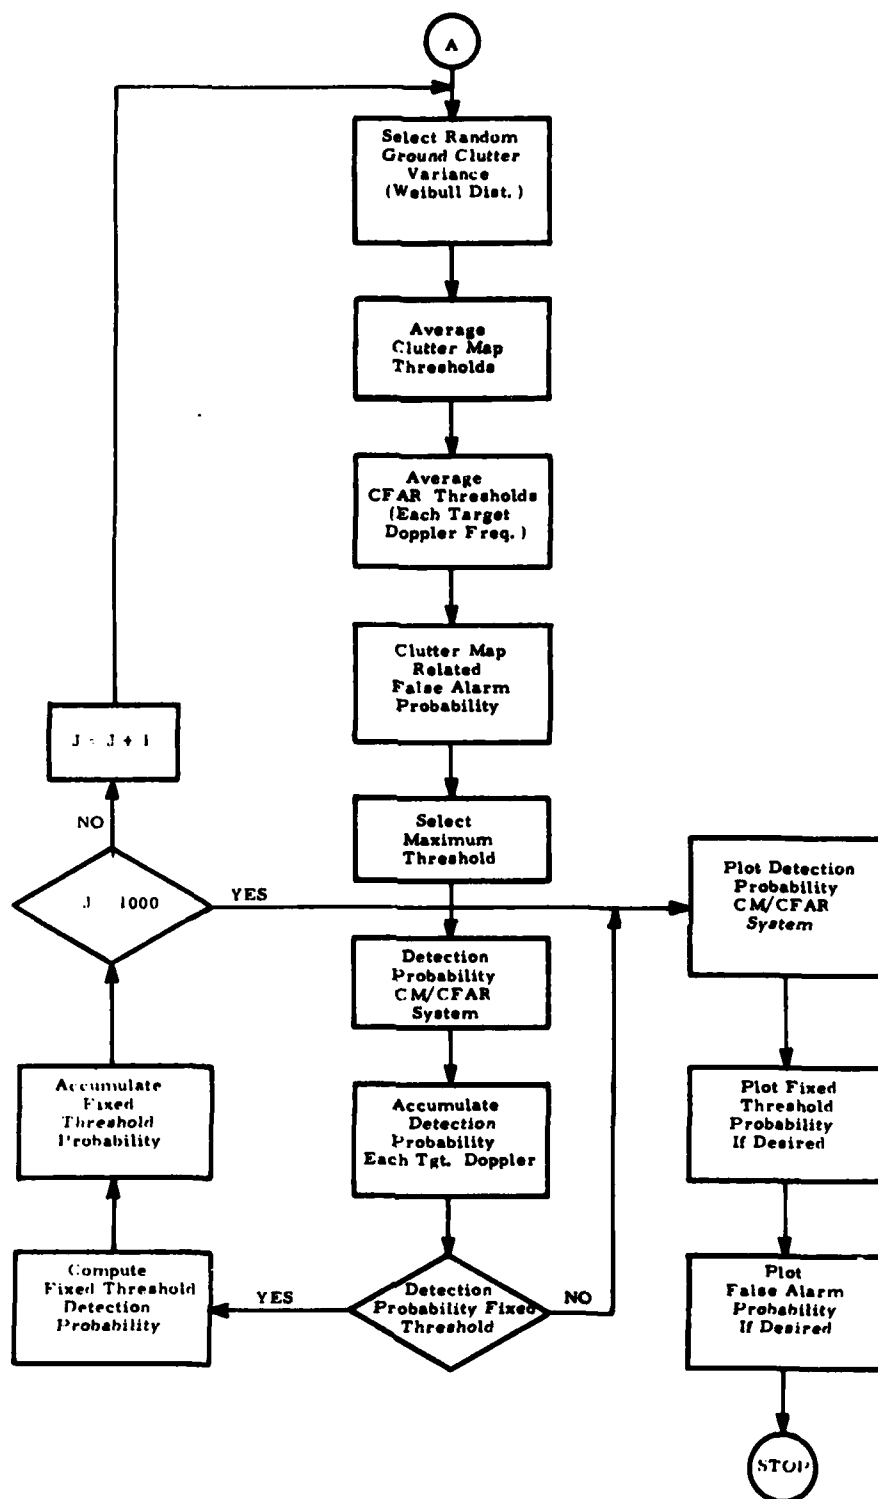 A
Select Random
Ground Clutter
Variance
(Weibull Dist.)
Average
Clutter Map
Thresholds
Average
CFAR Thresholds
(Each Target
Doppler Freq.)
Clutter Map
Related
False Alarm
Probability
J = J + 1
NO
Select
Maximum
Threshold
J 1000
YES
Plot Detection
Probability
CM/CFAR
System
Detection
Probability
CM/CFAR
System
Accumulate
Fixed
Threshold
Probability
Accumulate
Detection
Probability
Each Tgt. Doppler
Plot Fixed
Threshold
Probability
If Desired
Compute
Fixed Threshold
Detection
Probability
YES
Detection
Probability Fixed
Threshold
NO
Plot
False Alarm
Probability
If Desired
STOP